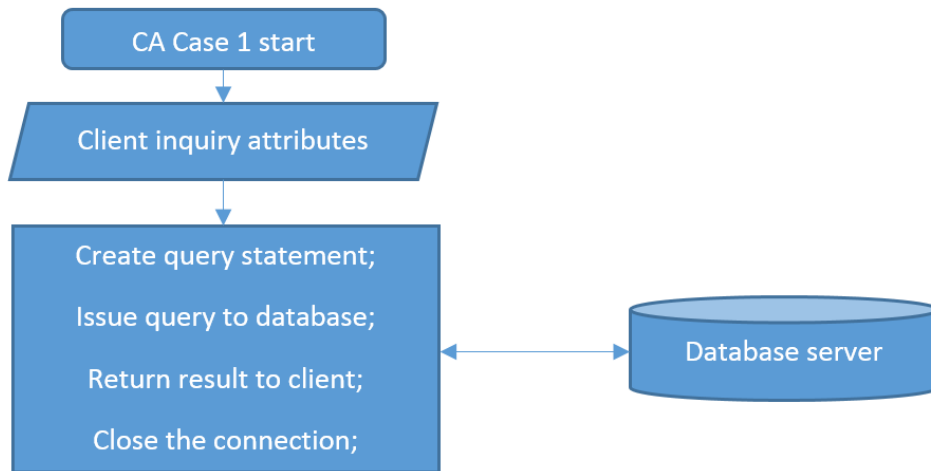 CA Case 1 start
Client inquiry attributes
Create query statement;
Issue query to database;
Return result to client;
Close the connection;
Database server